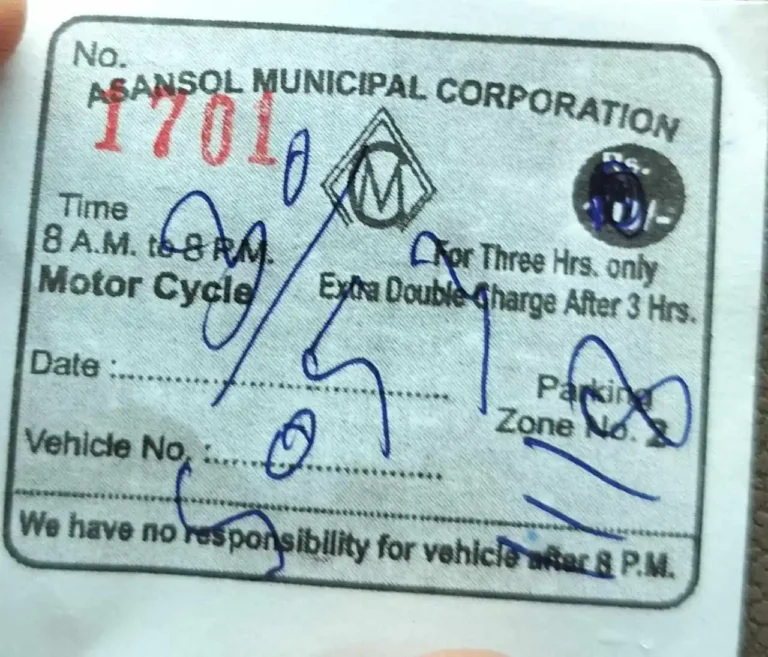 No.
ASANSOL MUNICIPAL CORPORATION
1701
M
Rs.
Time
8 A.M. to 8 P.M.
For Three Hrs. only
Motor Cycle
Extra Double Charge After 3 Hrs.
Date :
Parking
Zone No. 2
Vehicle No. :
We have no responsibility for vehicle after 8 P.M.